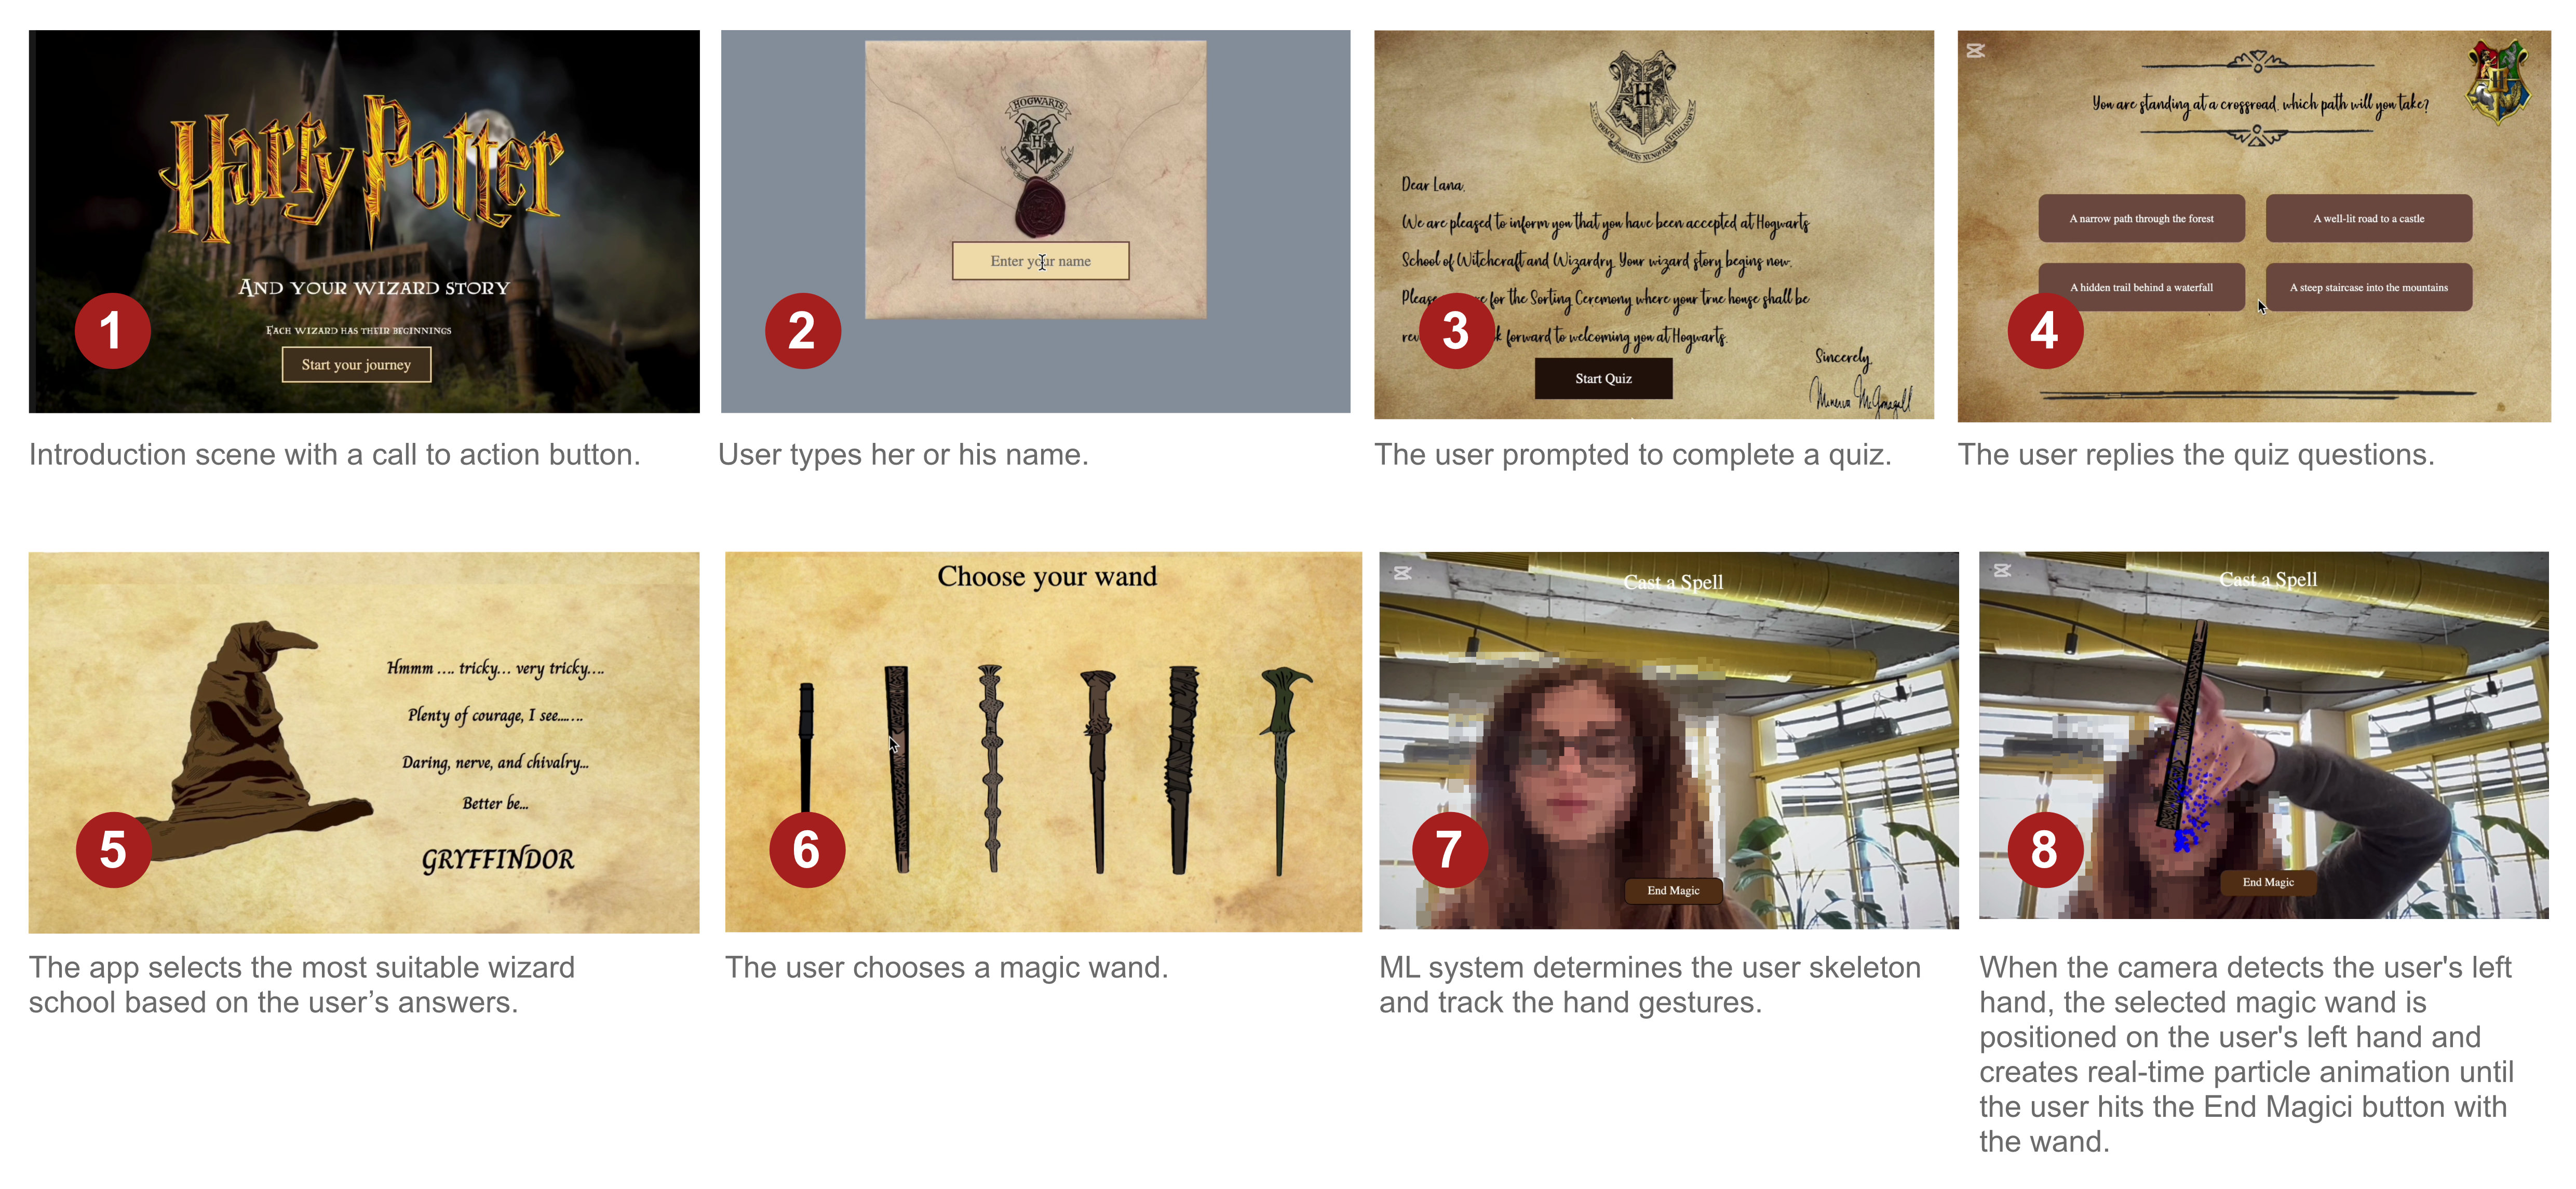 Harry Potter
AND YOUR WIZARD STORY
EACH WIZARD HAS THEIR BEGINNINGS
Start your journey
1
Introduction scene with a call to action button.
HOGWARTS
H
Enter your name
2
User types her or his name.
H
Dear Lana,
We are pleased to inform you that you have been accepted at Hogwarts
School of Witchcraft and Wizardry. Your wizard story begins now.
for the Sorting Ceremony where your true house shall be
forward to welcoming you at Hogwarts.
Sincerely,
Minerva McGonagall
Start Quiz
3
The user prompted to complete a quiz.
You are standing at a crossroad, which path will you take?
A narrow path through the forest
A well-lit road to a castle
A hidden trail behind a waterfall
A steep staircase into the mountains
4
The user replies the quiz questions.
Hmmm .... tricky... very tricky....
Plenty of courage, I see.......
Daring, nerve, and chivalry...
Better be...
GRYFFINDOR
5
The app selects the most suitable wizard
school based on the user’s answers.
Choose your wand
6
The user chooses a magic wand.
Cast a Spell
End Magic
7
ML system determines the user skeleton
and track the hand gestures.
Cast a Spell
End Magic
8
When the camera detects the user's left
hand, the selected magic wand is
positioned on the user's left hand and
creates real-time particle animation until
the user hits the End Magici button with
the wand.